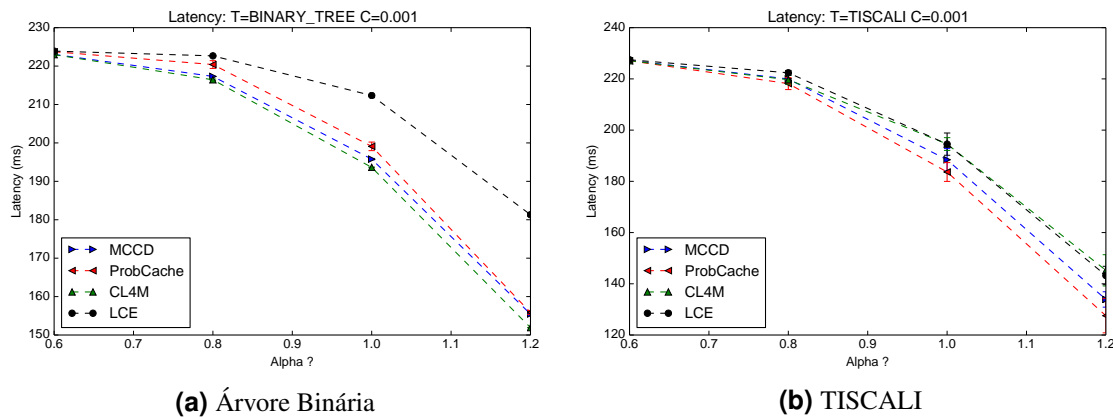 Latency: T=BINARY_TREE C=0.001
230
220
210
200
190
180
170
160
150
Latency (ms)
MCCD
ProbCache
CL4M
LCE
0.6 0.7 0.8 0.9 1.0 1.1 1.2
Alpha ?
(a) Árvore Binária
Latency: T=TISCALI C=0.001
240
220
200
180
160
140
120
Latency (ms)
MCCD
ProbCache
CL4M
LCE
0.6 0.7 0.8 0.9 1.0 1.1 1.2
Alpha ?
(b) TISCALI